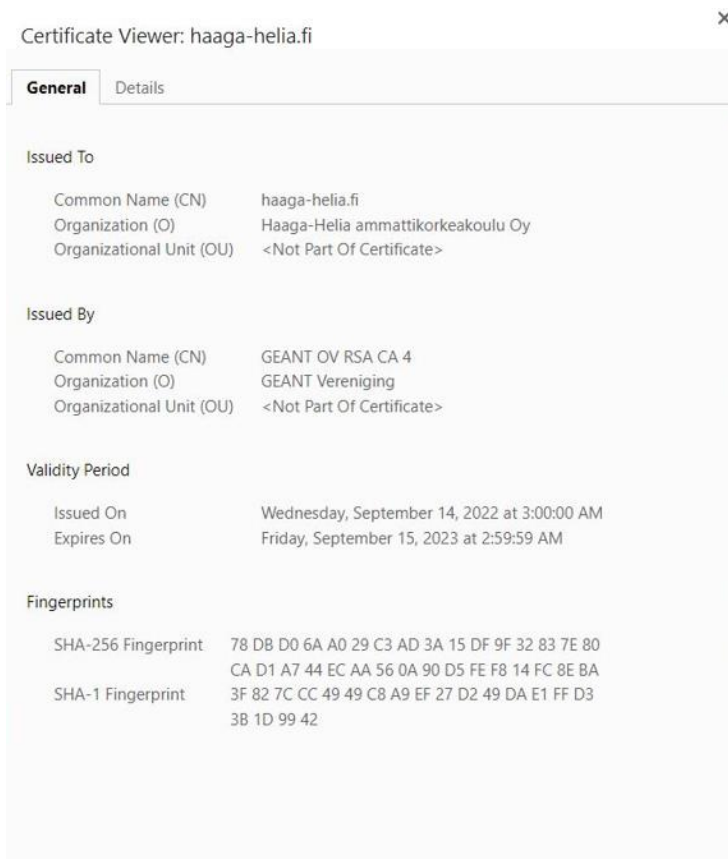 Certificate Viewer: haaga-helia.fi
General Details
Issued To
Common Name (CN) haaga-helia.fi
Organization (O) Haaga-Helia ammattikorkeakoulu Oy
Organizational Unit (OU) <Not Part Of Certificate>
Issued By
Common Name (CN) GEANT OV RSA CA 4
Organization (O) GEANT Vereniging
Organizational Unit (OU) <Not Part Of Certificate>
Validity Period
Issued On Wednesday, September 14, 2022 at 3:00:00 AM
Expires On Friday, September 15, 2023 at 2:59:59 AM
Fingerprints
SHA-256 Fingerprint 78 DB D0 6A A0 29 C3 AD 3A 15 DF 9F 32 83 7E 80
CA D1 A7 44 EC AA 56 0A 90 D5 FE F8 14 FC 8E BA
SHA-1 Fingerprint 3F 82 7C CC 49 49 C8 A9 EF 27 D2 49 DA E1 FF D3
3B 1D 99 42